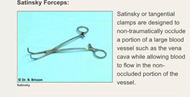 Satinsky Forceps:
Satinsky or tangential
clamps are designed to
non-traumatically occlude
a portion of a large blood
vessel such as the vena
cava while allowing blood
to flow in the non-
occluded portion of the
vessel.
© Dr. B. Brisson
Satinsky